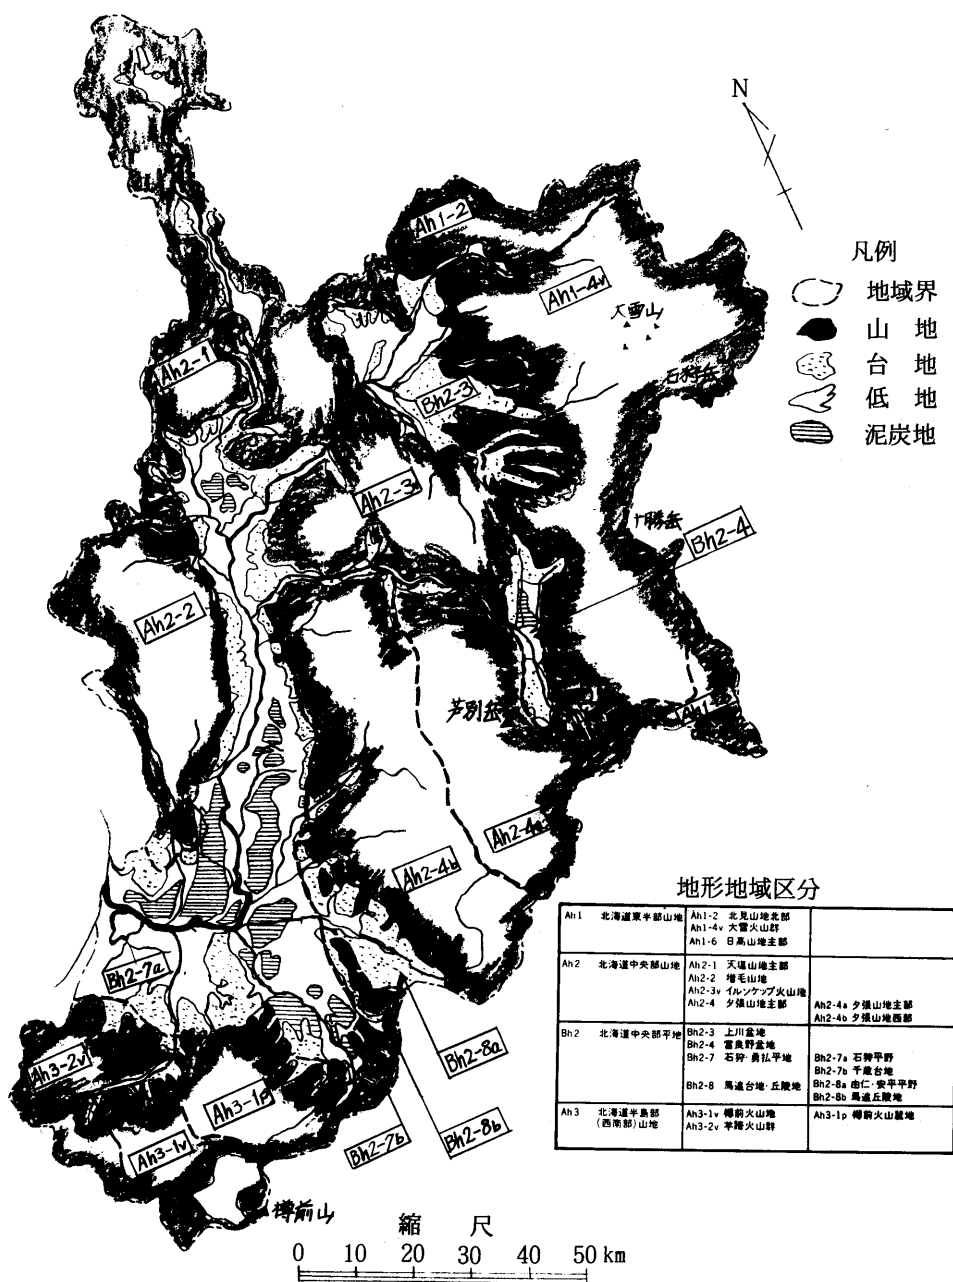 N
Ah1-2
凡例
Ah1-4v
地域界
大雪山
山 地
Ah2-1
台 地
石狩岳
Bh2-3
低 地
泥炭地
Ah2-3
十勝岳
Bh2-4
Ah2-2
芦別岳
Ah1-
Ah2-4a
Ah2-4b
地形地域区分
Ah1 北海道東半部山地 Ah1-2 北見山地北部
Ah1-4v 大雪火山群
Ah1-6 日高山地主部
Ah2 北海道中央部山地 Ah2-1 天塩山地主部
Ah2-2 増毛山地
Ah2-3v イルンケップ火山地
Ah2-4 夕張山地主部 Ah2-4a 夕張山地主部
Ah2-4b 夕張山地西部
Bh2 北海道中央部平地 Bh2-3 上川盆地
Bh2-4 富良野盆地
Bh2-7 石狩·勇払平地 Bh2-7a 石狩平野
Bh2-7b 千歳台地
Bh2-8 馬追台地·丘陵地 Bh2-8a 由仁·安平平野
Bh2-8b 馬追丘陵地
Ah3 北海道半島部 Ah3-1v 樽前火山地 Ah3-1p 樽前火山麓地
(西南部)山地 Ah3-2v 羊蹄火山群
Bh2-7a
Bh2-8a
Ah3-2v
Ah3-1p
Bh2-8b
Bh2-7b
Ah3-1v
樽前山
縮 尺
0 10 20 30 40 50 km